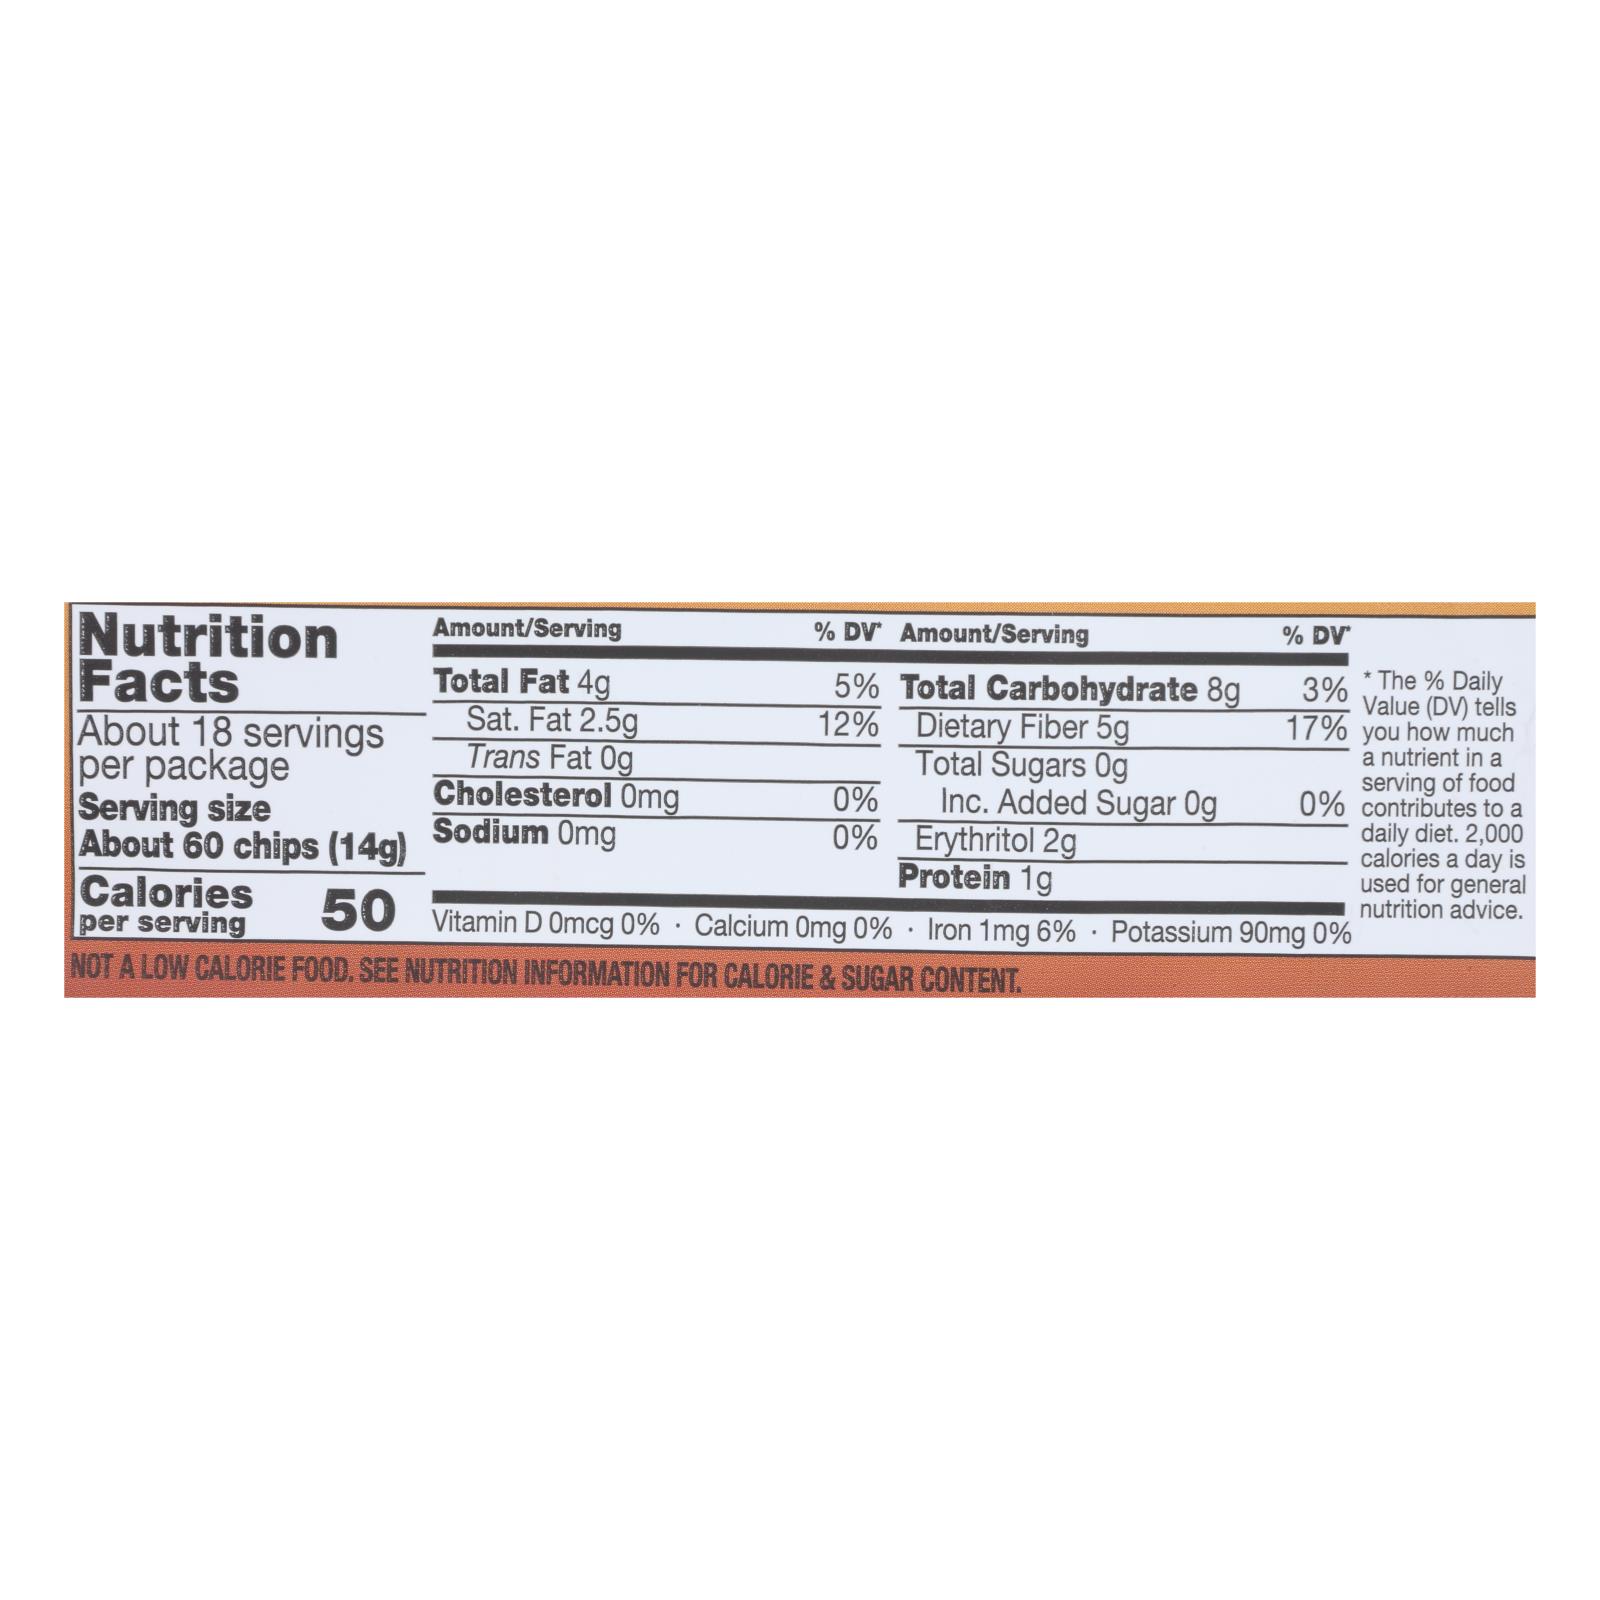 Nutrition
Facts
About 18 servings
per package
Serving size
About 60 chips (14g)
Calories
per serving 50
Amount/Serving % DV*
Total Fat 4g 5%
Sat. Fat 2.5g 12%
Trans Fat 0g
Cholesterol 0mg 0%
Sodium 0mg 0%
Amount/Serving % DV*
Total Carbohydrate 8g 3%
Dietary Fiber 5g 17%
Total Sugars 0g
Inc. Added Sugar 0g 0%
Erythritol 2g
Protein 1g
Vitamin D 0mcg 0% · Calcium 0mg 0% · Iron 1mg 6% · Potassium 90mg 0%
* The % Daily
Value (DV) tells
you how much
a nutrient in a
serving of food
contributes to a
daily diet. 2,000
calories a day is
used for general
nutrition advice.
NOT A LOW CALORIE FOOD. SEE NUTRITION INFORMATION FOR CALORIE & SUGAR CONTENT.